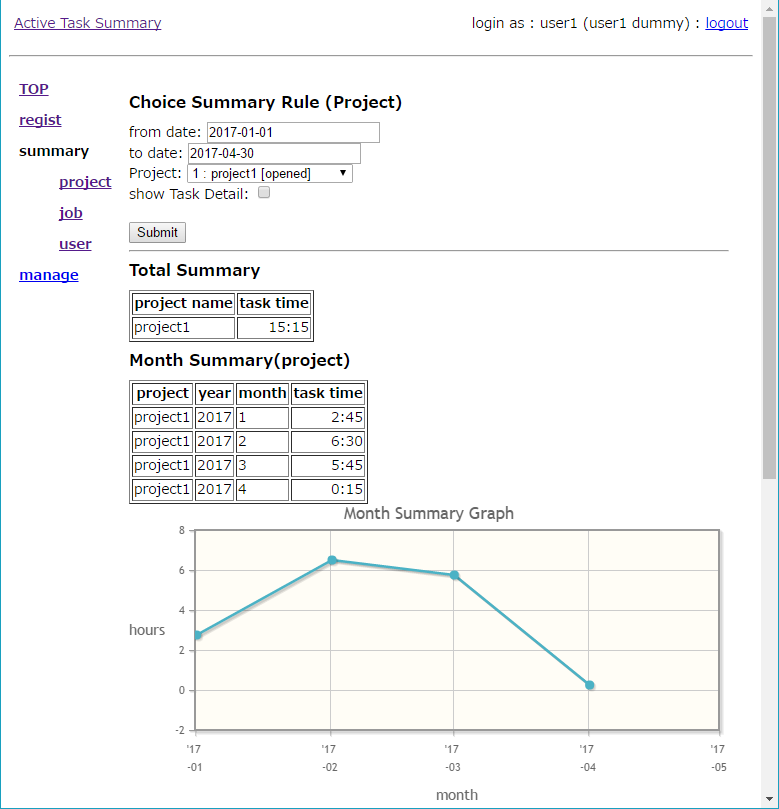 Active Task Summary login as : user1 (user1 dummy) : logout
TOP
regist
summary
project
job
user
manage
Choice Summary Rule (Project)
from date: 2017-01-01
to date: 2017-04-30
Project: 1 : project1 [opened]
show Task Detail:
Submit
Total Summary
project name task time
project1 15:15
Month Summary(project)
project year month task time
project1 2017 1 2:45
project1 2017 2 6:30
project1 2017 3 5:45
project1 2017 4 0:15
Month Summary Graph
8
6
4
hours
2
0
-2
'17 '17 '17 '17 '17
-01 -02 -03 -04 -05
month